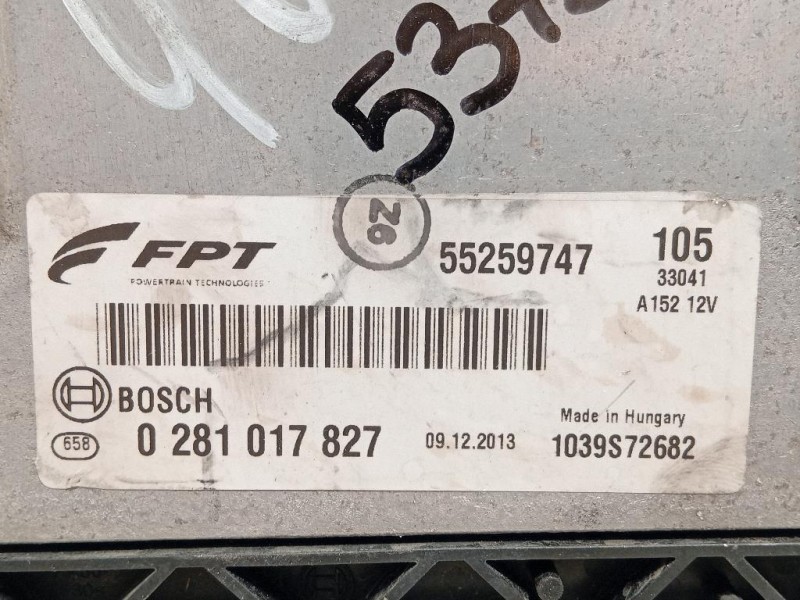 537
FPT
POWERTRAIN TECHNOLOGIES
Z6
55259747
105
33041
A152 12V
BOSCH
Made in Hungary
658
0 281 017 827
09.12.2013
1039S72682